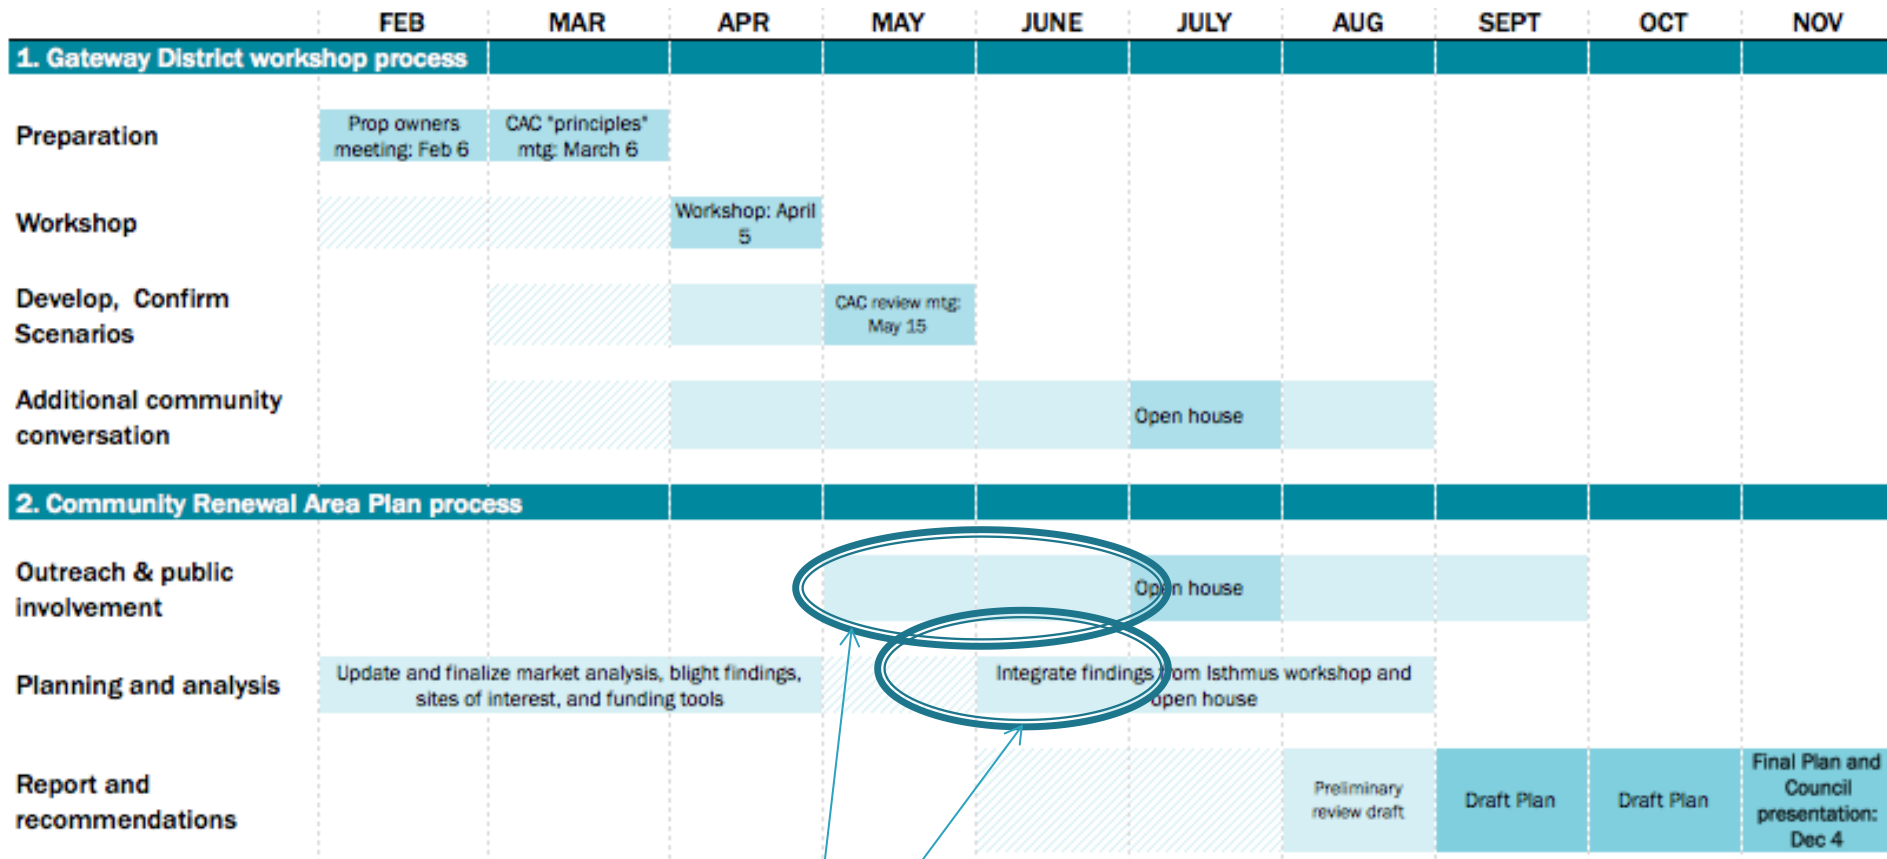 FEB MAR APR MAY JUNE JULY AUG SEPT OCT NOV
1. Gateway District workshop process
Preparation
Prop owners
meeting: Feb 6
CAC "principles"
mtg: March 6
Workshop
Workshop: April
5
Develop, Confirm
Scenarios
CAC review mtg:
May 15
Additional community
conversation
Open house
2. Community Renewal Area Plan process
Outreach & public
involvement
Open house
Planning and analysis
Update and finalize market analysis, blight findings,
sites of interest, and funding tools
Integrate findings from Isthmus workshop and
open house
Report and
recommendations
Preliminary
review draft
Draft Plan
Draft Plan
Final Plan and
Council
presentation:
Dec 4